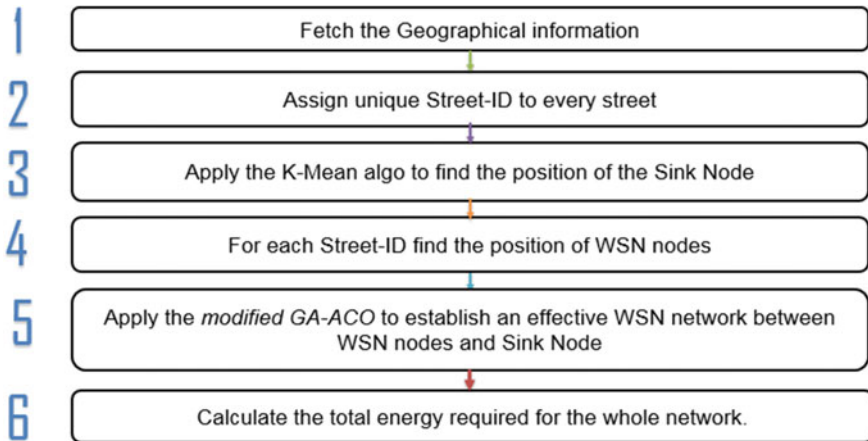 1
Fetch the Geographical information
2
Assign unique Street-ID to every street
3
Apply the K-Mean algo to find the position of the Sink Node
4
For each Street-ID find the position of WSN nodes
5
Apply the modified GA-ACO to establish an effective WSN network between
WSN nodes and Sink Node
6
Calculate the total energy required for the whole network.